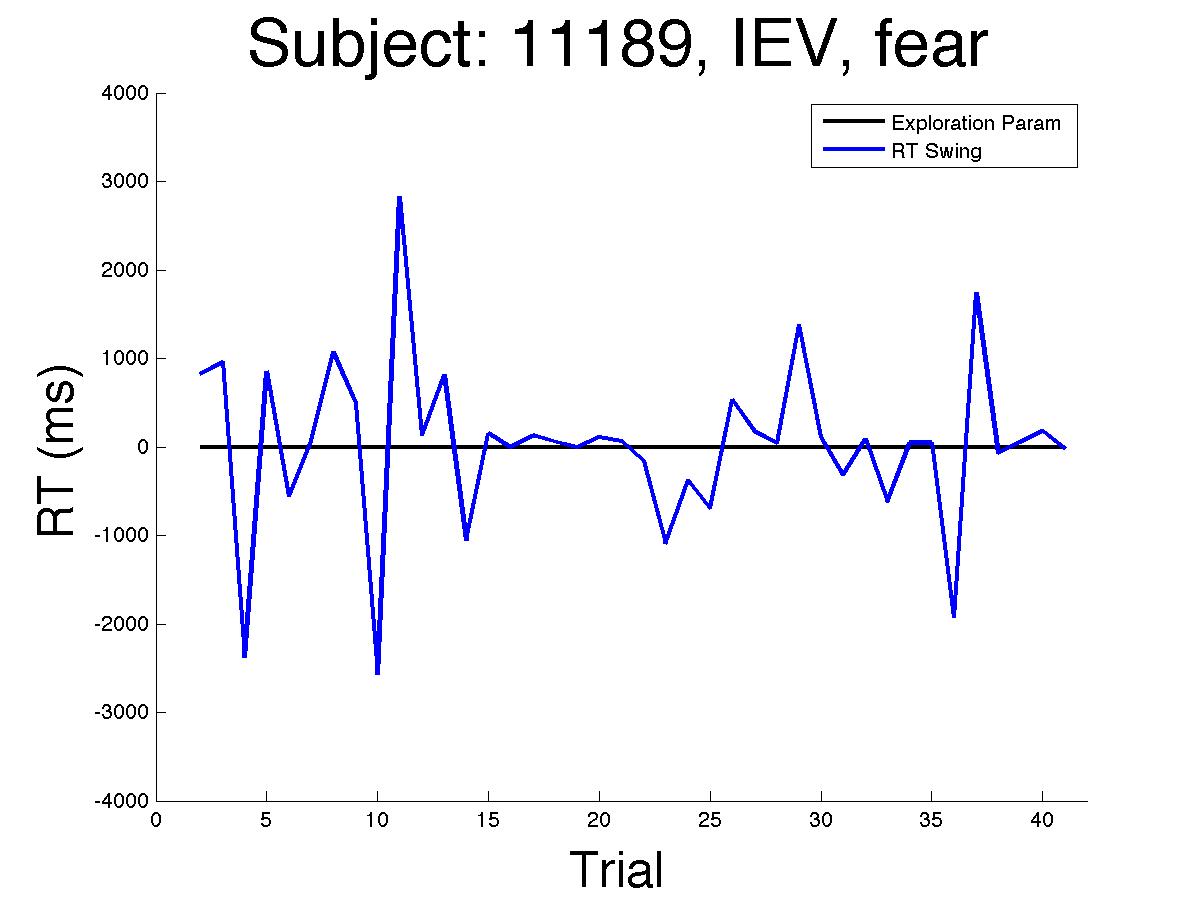 Subject: 11189, IEV, fear
Exploration Param
RT Swing
4000
3000
2000
1000
0
-1000
-2000
-3000
-4000
RT (ms)
0 5 10 15 20 25 30 35 40
Trial